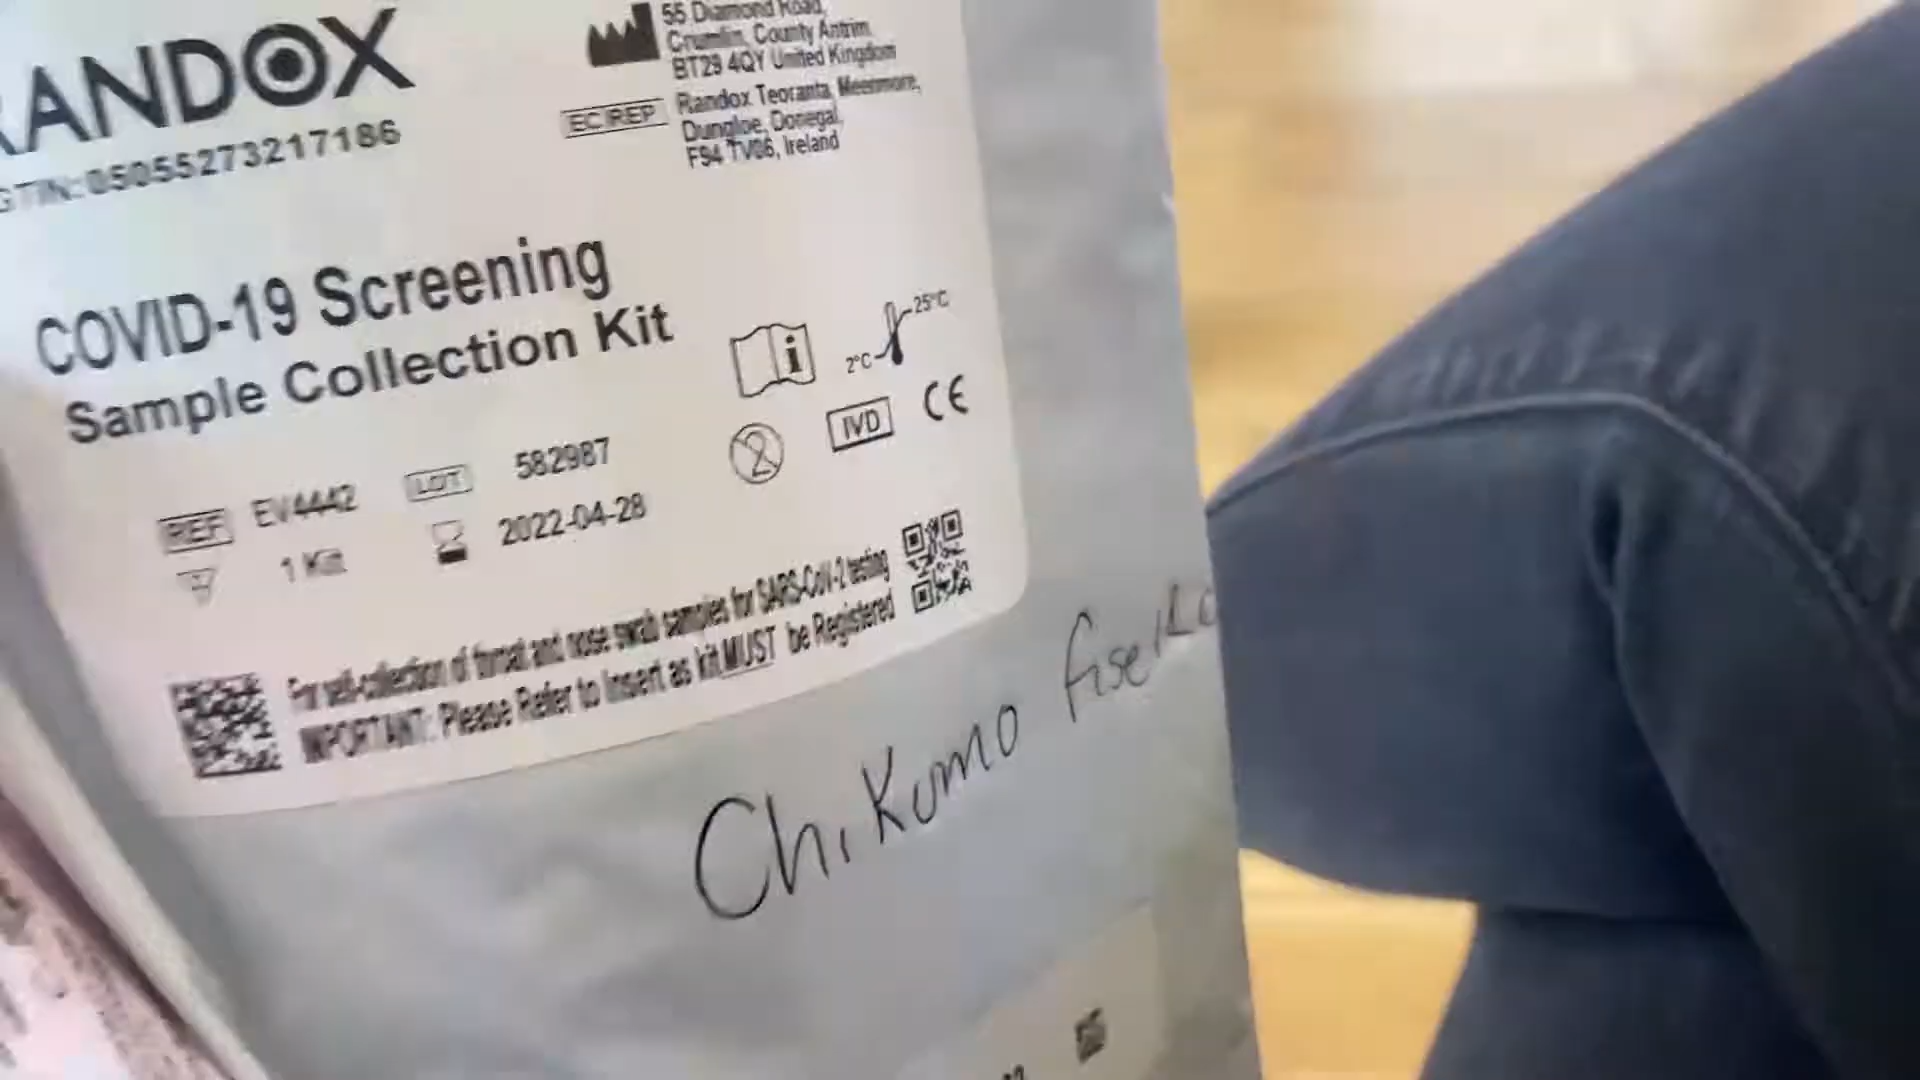 RANDOX
GTIN: 05055273217186
55 Diamond Road,
Crumlin, County Antrim
BT29 4QY United Kingdom
EC REP
Randox Teoranta, Meenmore,
Dungloe, Donegal,
F94 TV06, Ireland
COVID-19 Screening
Sample Collection Kit
2°C 25°C
REF EV4442 LOT 582987 2 IVD CE
1 Kit 2022-04-28
For self-collection of throat and nose swab samples for SARS-CoV-2 testing
IMPORTANT: Please Refer to Insert as kit MUST be Registered
Chikumo